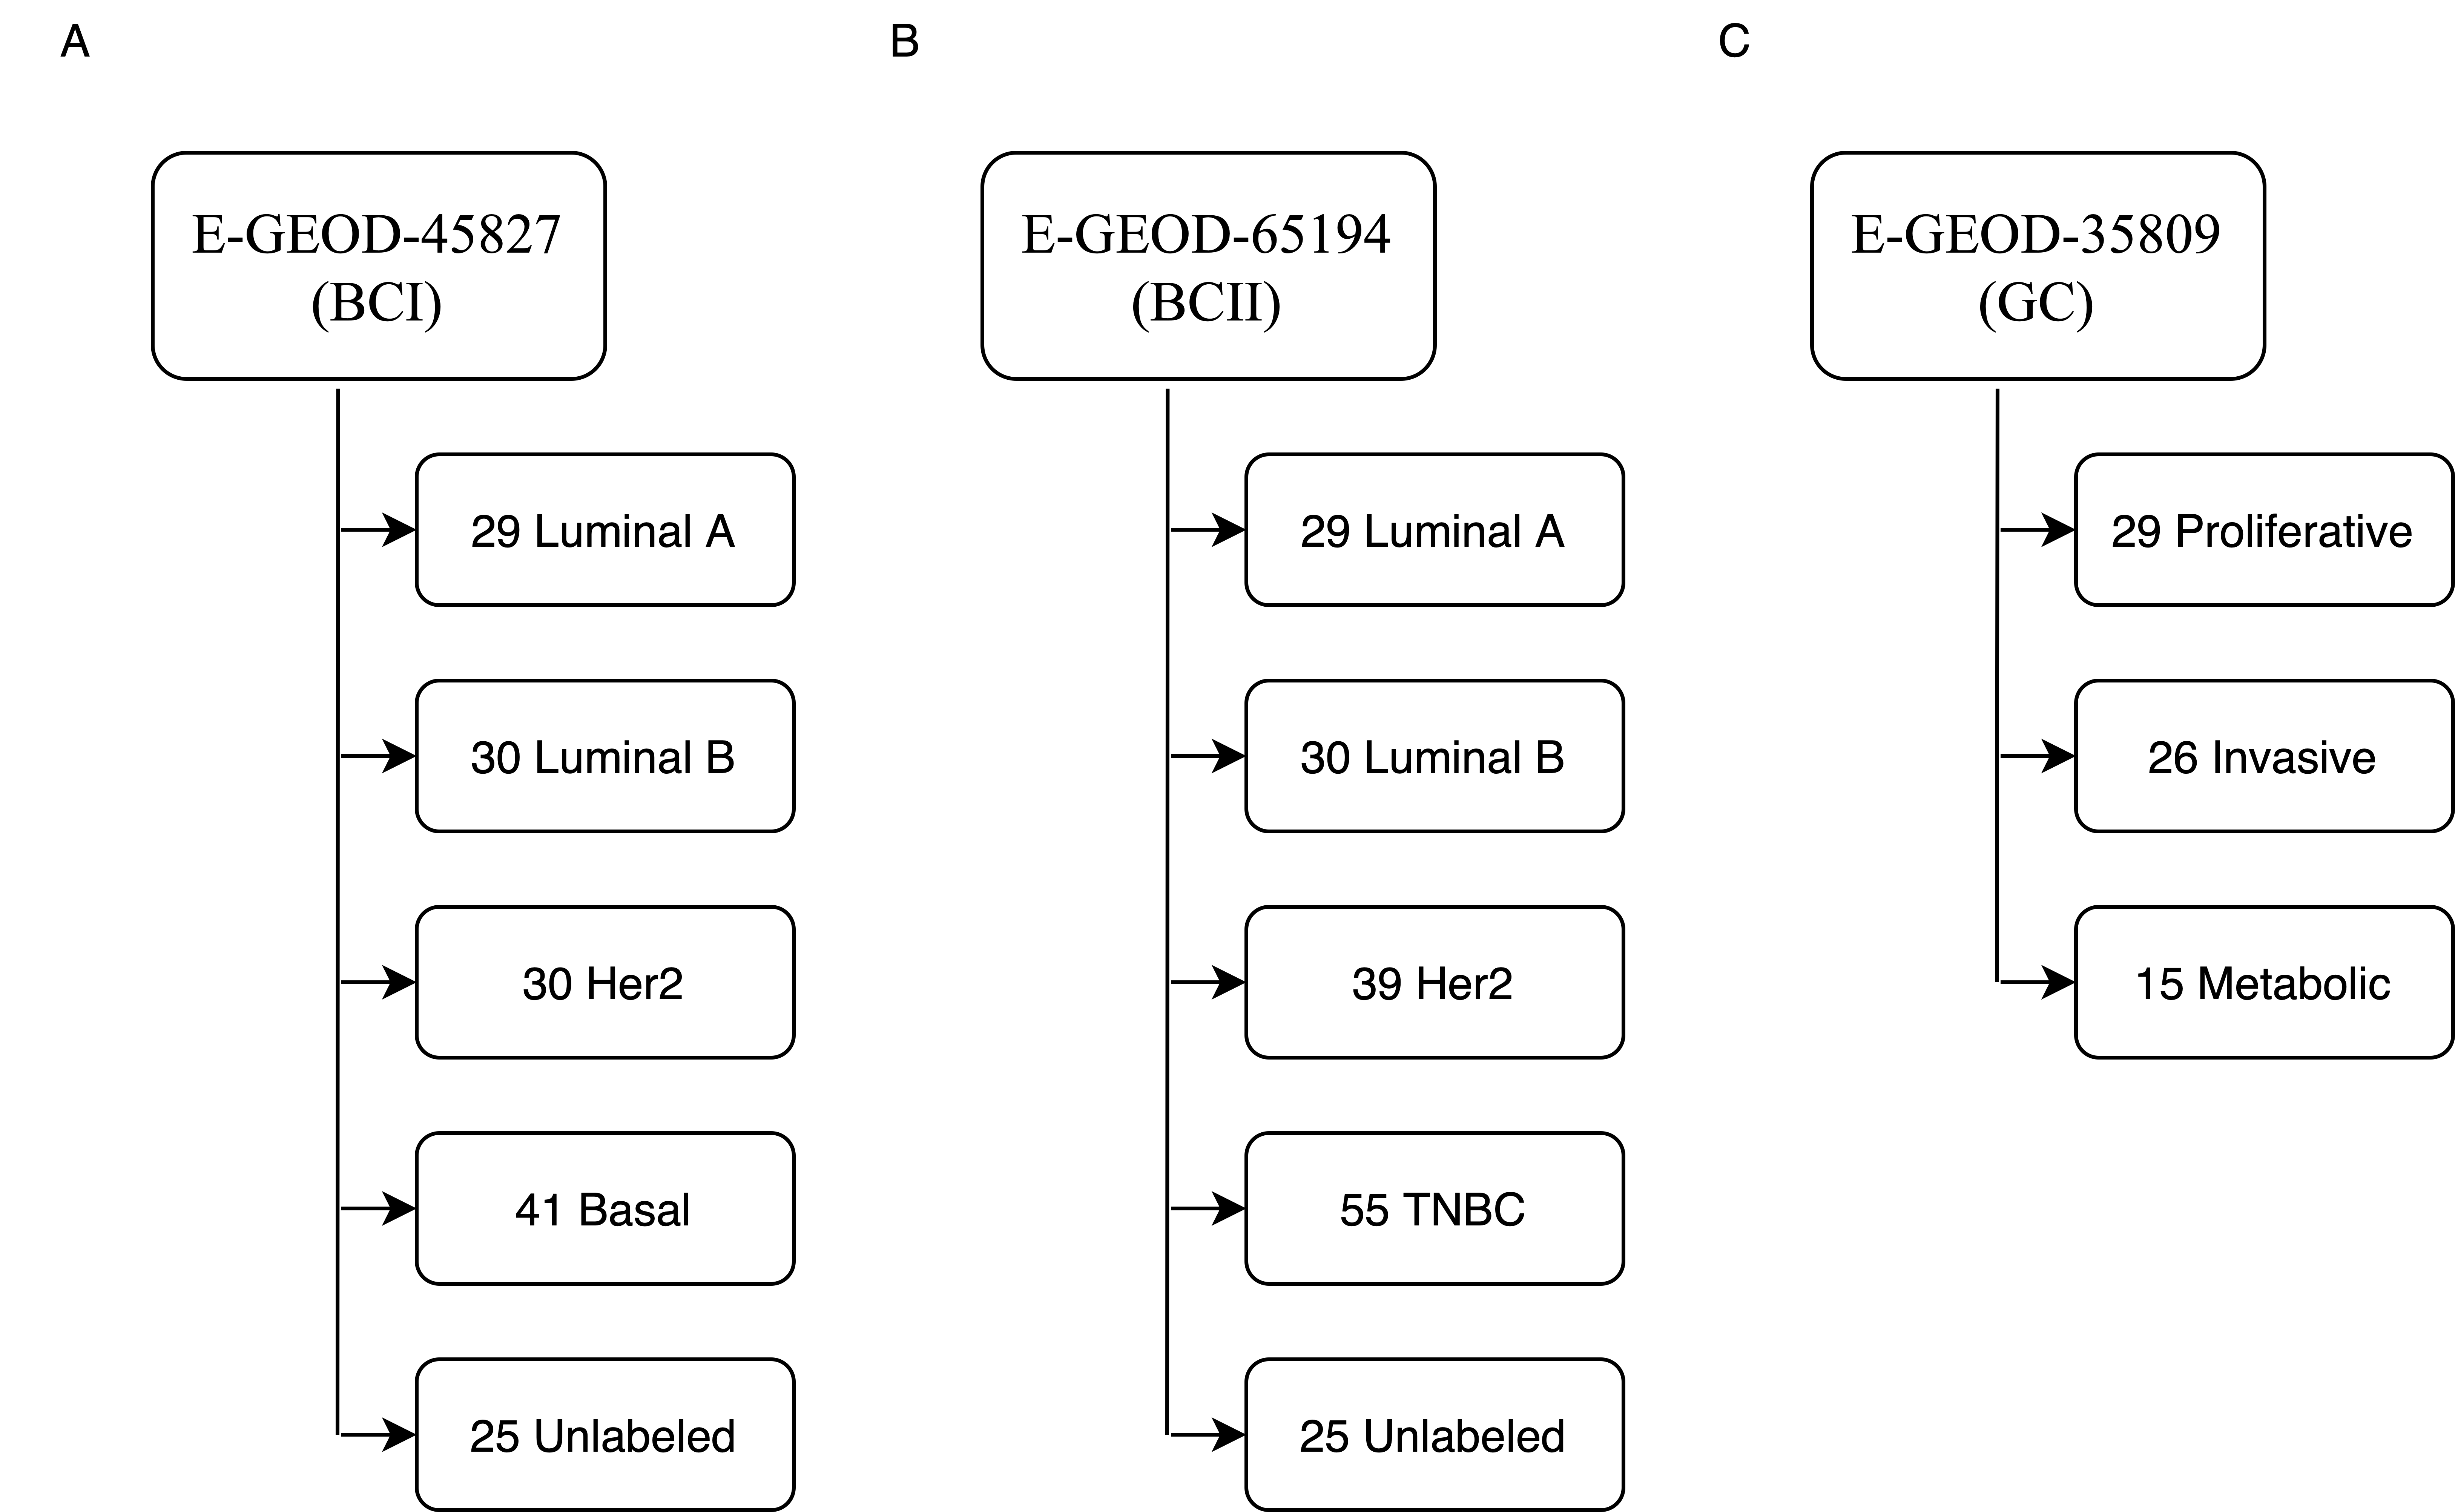 A
E-GEOD-45827
(BCI)
29 Luminal A
30 Luminal B
30 Her2
41 Basal
25 Unlabeled
B
E-GEOD-65194
(BCII)
29 Luminal A
30 Luminal B
39 Her2
55 TNBC
25 Unlabeled
C
E-GEOD-35809
(GC)
29 Proliferative
26 Invasive
15 Metabolic